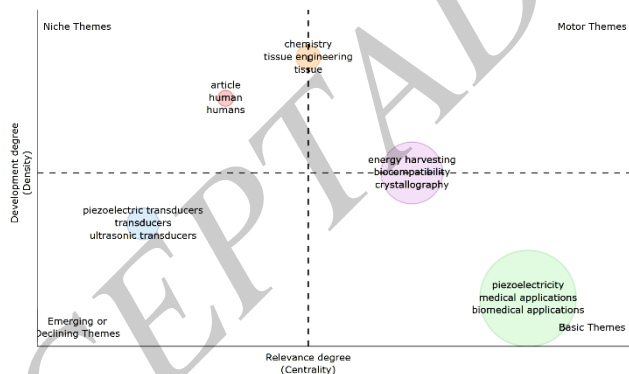 Niche Themes
Motor Themes
chemistry
tissue engineering
tissue
article
human
humans
energy harvesting
biocompatibility
crystallography
Development degree
(Density)
piezoelectric transducers
transducers
ultrasonic transducers
piezoelectricity
medical applications
biomedical applications
Emerging or
Declining Themes
Basic Themes
Relevance degree
(Centrality)
CEPTAD